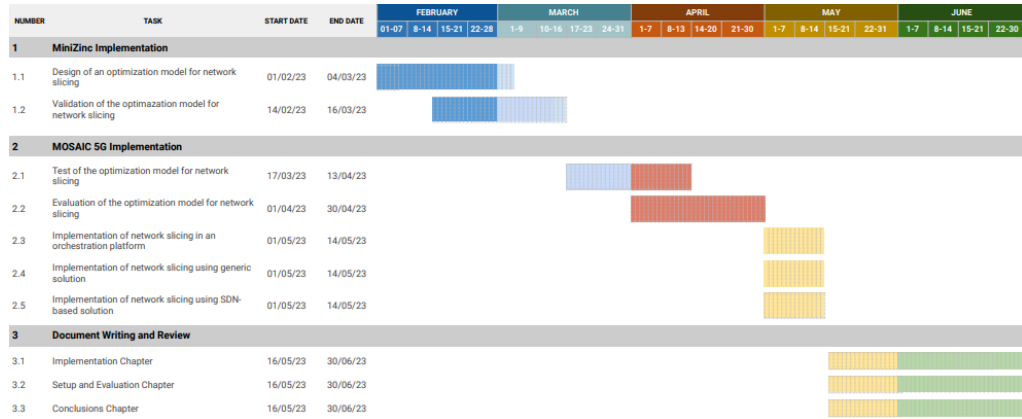 FEBRUARY MARCH APRIL MAY JUNE
NUMBER TASK START DATE END DATE
01-07 8-14 15-21 22-28 1-9 10-16 17-23 24-31 1-7 8-13 14-20 21-30 1-7 8-14 15-21 22-31 1-7 8-14 15-21 22-30
1 MiniZinc Implementation
1.1 Design of an optimization model for network
slicing 01/02/23 04/03/23
1.2 Validation of the optimazation model for
network slicing 14/02/23 16/03/23
2 MOSAIC 5G Implementation
2.1 Test of the optimization model for network
slicing 17/03/23 13/04/23
2.2 Evaluation of the optimization model for network
slicing 01/04/23 30/04/23
2.3 Implementation of network slicing in an
orchestration platform 01/05/23 14/05/23
2.4 Implementation of network slicing using generic
solution 01/05/23 14/05/23
2.5 Implementation of network slicing using SDN-
based solution 01/05/23 14/05/23
3 Document Writing and Review
3.1 Implementation Chapter 16/05/23 30/06/23
3.2 Setup and Evaluation Chapter 16/05/23 30/06/23
3.3 Conclusions Chapter 16/05/23 30/06/23